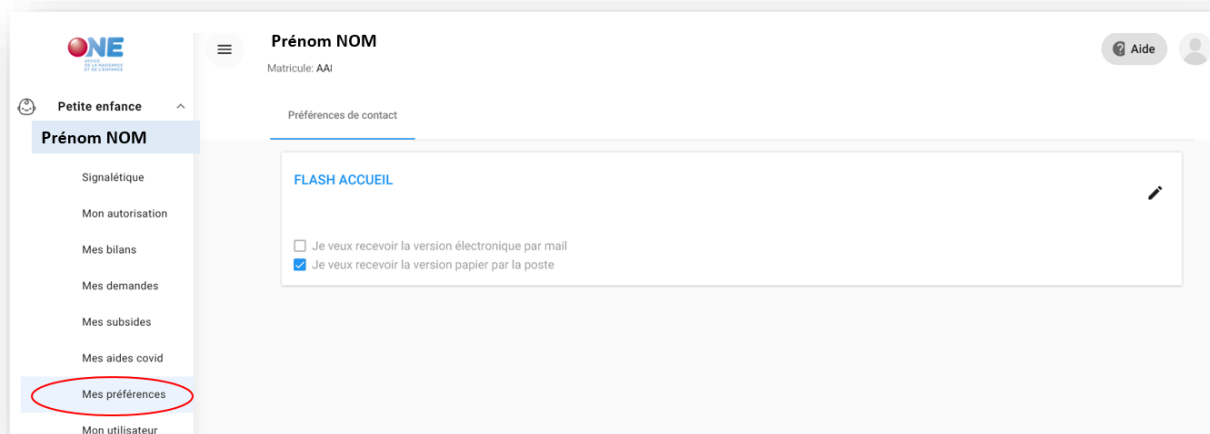 ONE
OFFICE
DE LA NAISSANCE
ET DE L'ENFANCE
Petite enfance
Prénom NOM
Signalétique
Mon autorisation
Mes bilans
Mes demandes
Mes subsides
Mes aides covid
Mes préférences
Mon utilisateur
Prénom NOM
Matricule: AAI
Aide
Préférences de contact
FLASH ACCUEIL
Je veux recevoir la version électronique par mail
Je veux recevoir la version papier par la poste